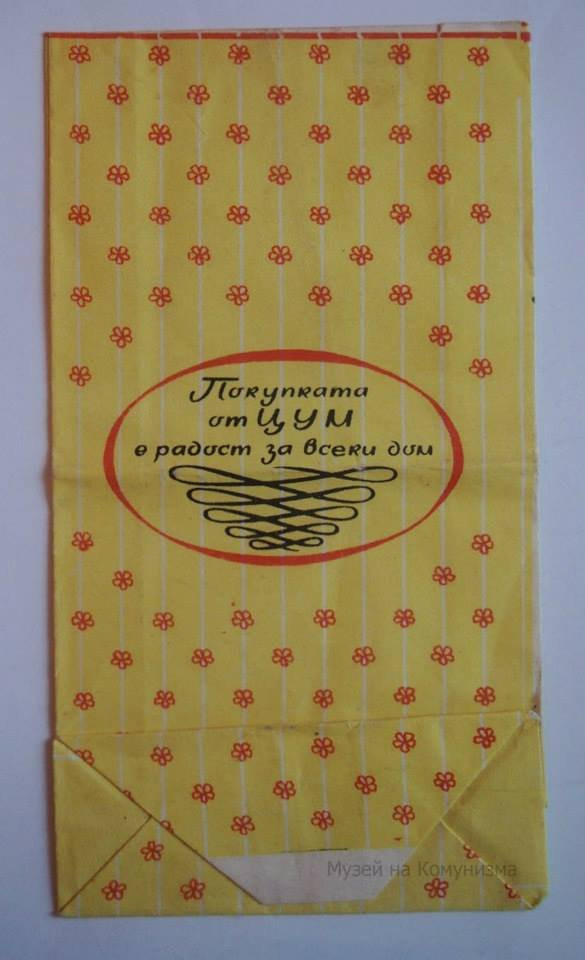 Покупката
от ЦУМ
е радост за всеки дом
Музей на Комунизма